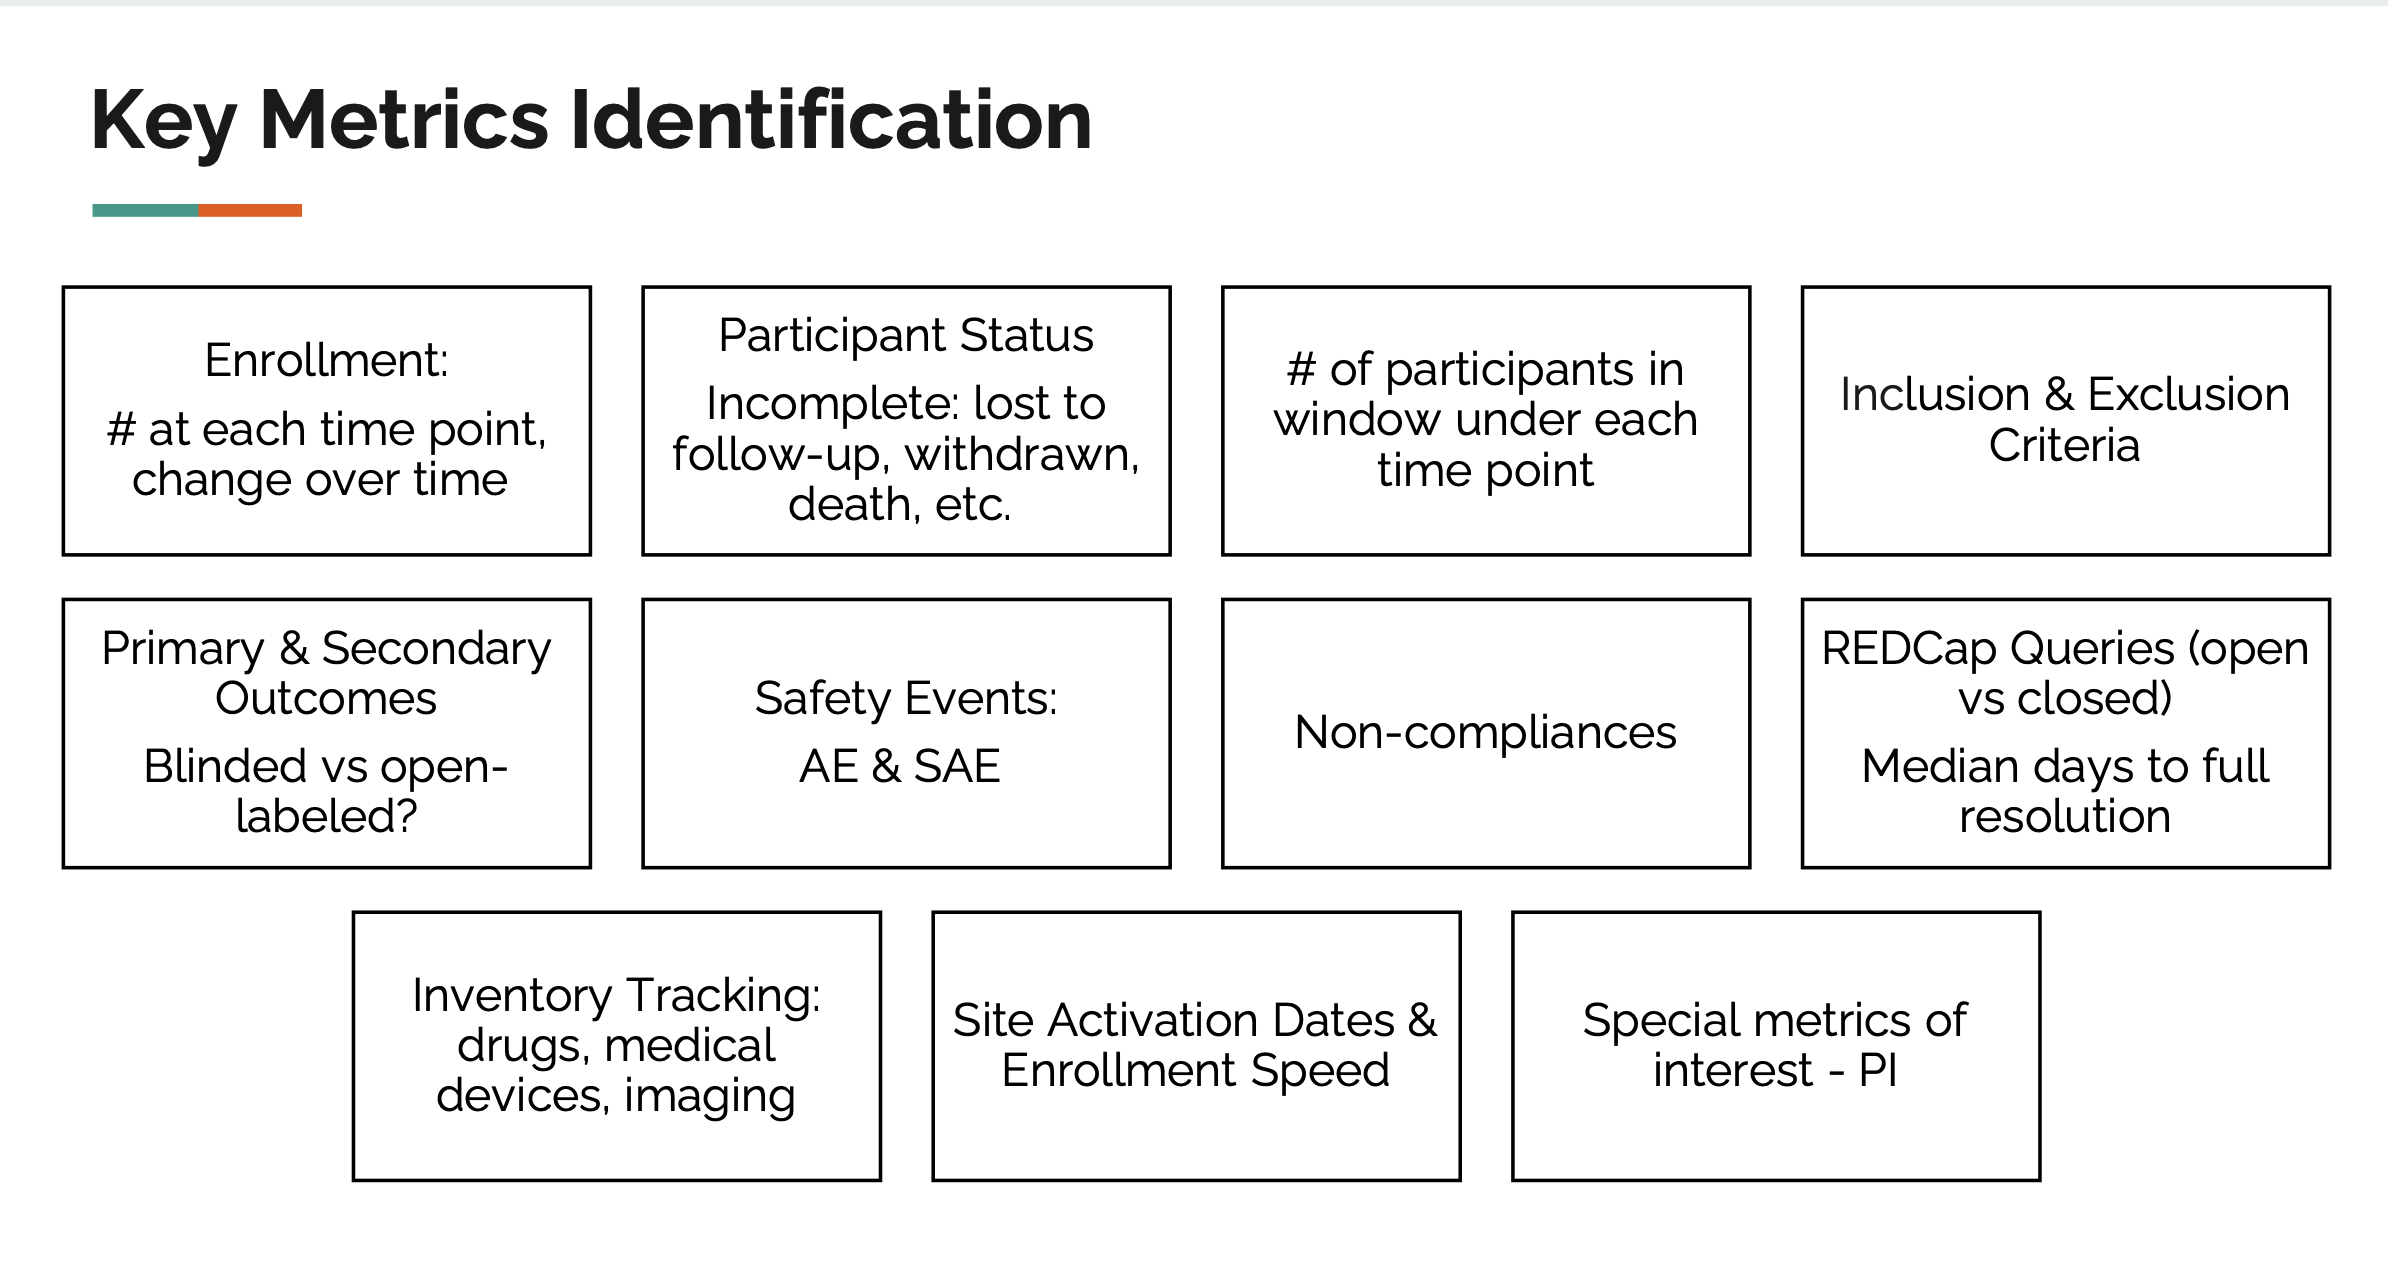 Key Metrics Identification
Enrollment:
# at each time point,
change over time
Participant Status
Incomplete: lost to
follow-up, withdrawn,
death, etc.
# of participants in
window under each
time point
Inclusion & Exclusion
Criteria
Primary & Secondary
Outcomes
Blinded vs open-
labeled?
Safety Events:
AE & SAE
Non-compliances
REDCap Queries (open
vs closed)
Median days to full
resolution
Inventory Tracking:
drugs, medical
devices, imaging
Site Activation Dates &
Enrollment Speed
Special metrics of
interest - PI